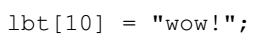 lbt[10] = "wow!";